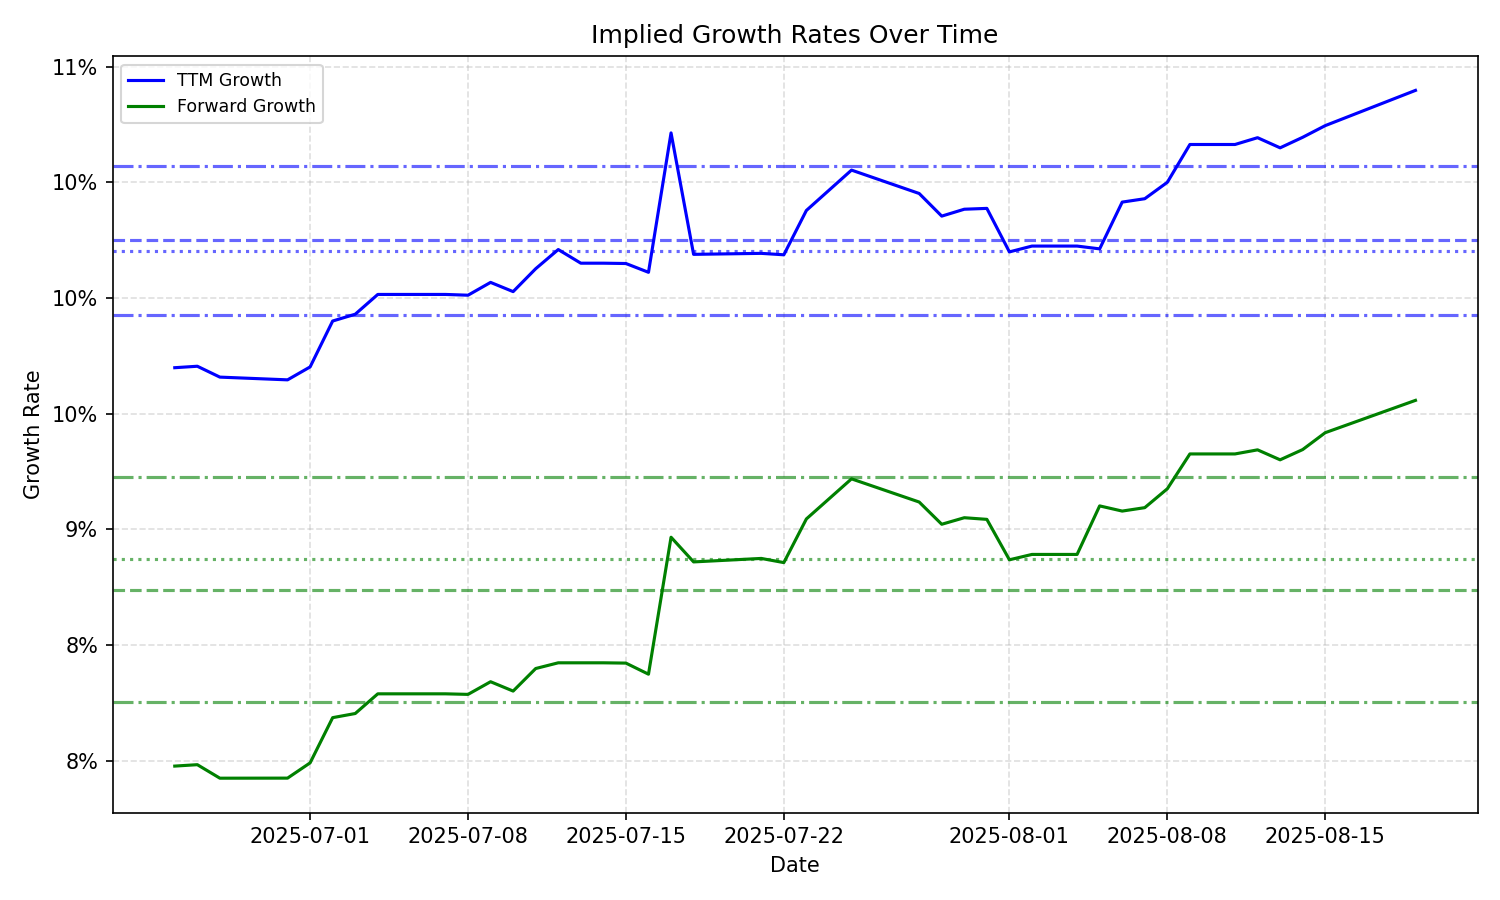 Implied Growth Rates Over Time
TTM Growth
Forward Growth
11%
10%
10%
10%
9%
8%
8%
Growth Rate
2025-07-01
2025-07-08
2025-07-15
2025-07-22
2025-08-01
2025-08-08
2025-08-15
Date